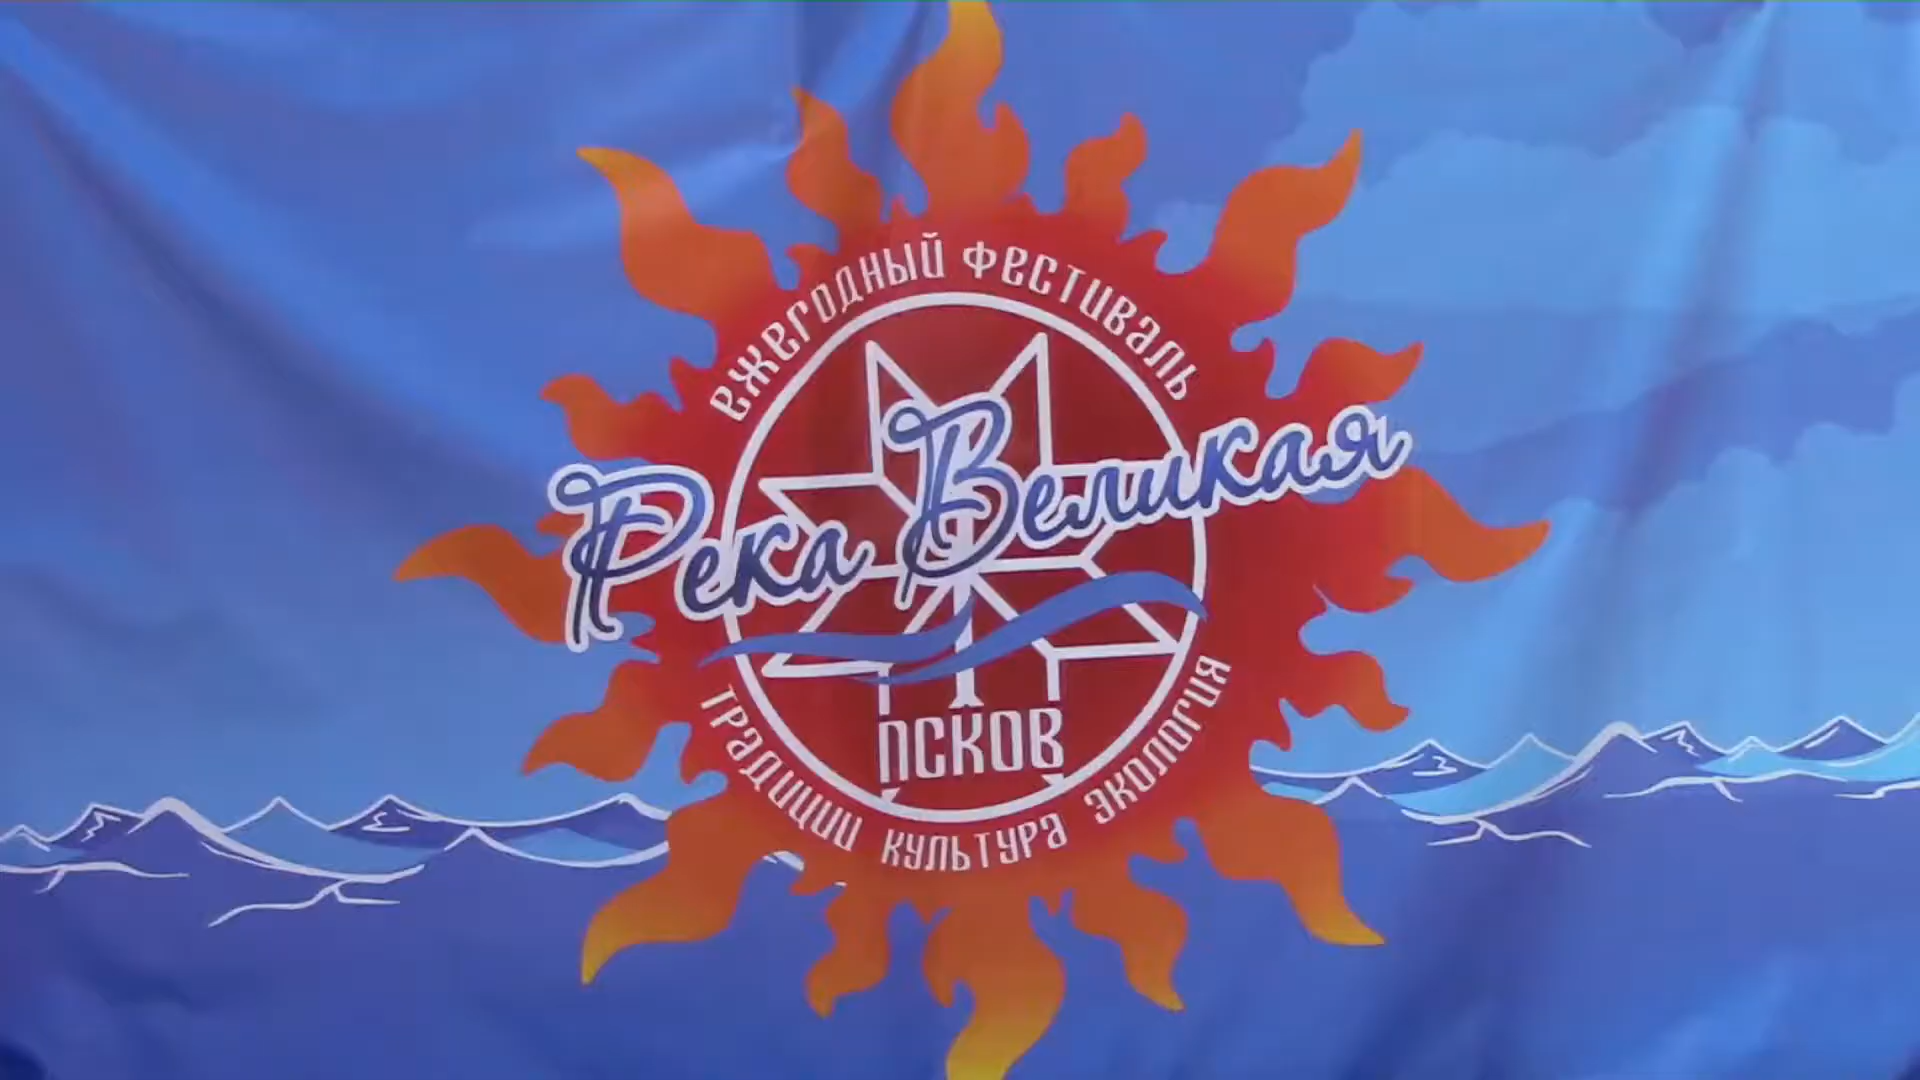 ежегодный фестиваль
Река Великая
псков
традиции культура экология